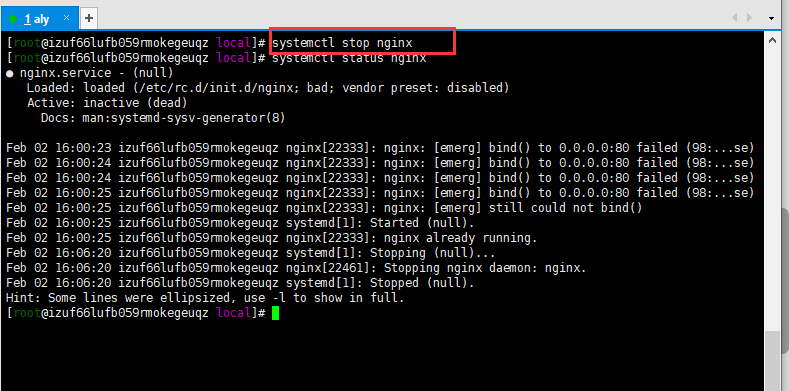 1 aly × +
[root@izuf66lufb059rmokegeuqz local]# systemctl stop nginx
[root@izuf66lufb059rmokegeuqz local]# systemctl status nginx
● nginx.service - (null)
   Loaded: loaded (/etc/rc.d/init.d/nginx; bad; vendor preset: disabled)
   Active: inactive (dead)
     Docs: man:systemd-sysv-generator(8)

Feb 02 16:00:23 izuf66lufb059rmokegeuqz nginx[22333]: nginx: [emerg] bind() to 0.0.0.0:80 failed (98:...se)
Feb 02 16:00:24 izuf66lufb059rmokegeuqz nginx[22333]: nginx: [emerg] bind() to 0.0.0.0:80 failed (98:...se)
Feb 02 16:00:24 izuf66lufb059rmokegeuqz nginx[22333]: nginx: [emerg] bind() to 0.0.0.0:80 failed (98:...se)
Feb 02 16:00:25 izuf66lufb059rmokegeuqz nginx[22333]: nginx: [emerg] bind() to 0.0.0.0:80 failed (98:...se)
Feb 02 16:00:25 izuf66lufb059rmokegeuqz nginx[22333]: nginx: [emerg] still could not bind()
Feb 02 16:00:25 izuf66lufb059rmokegeuqz systemd[1]: Started (null).
Feb 02 16:00:25 izuf66lufb059rmokegeuqz nginx[22333]: nginx already running.
Feb 02 16:06:20 izuf66lufb059rmokegeuqz systemd[1]: Stopping (null)...
Feb 02 16:06:20 izuf66lufb059rmokegeuqz nginx[22461]: Stopping nginx daemon: nginx.
Feb 02 16:06:20 izuf66lufb059rmokegeuqz systemd[1]: Stopped (null).
Hint: Some lines were ellipsized, use -l to show in full.
[root@izuf66lufb059rmokegeuqz local]#